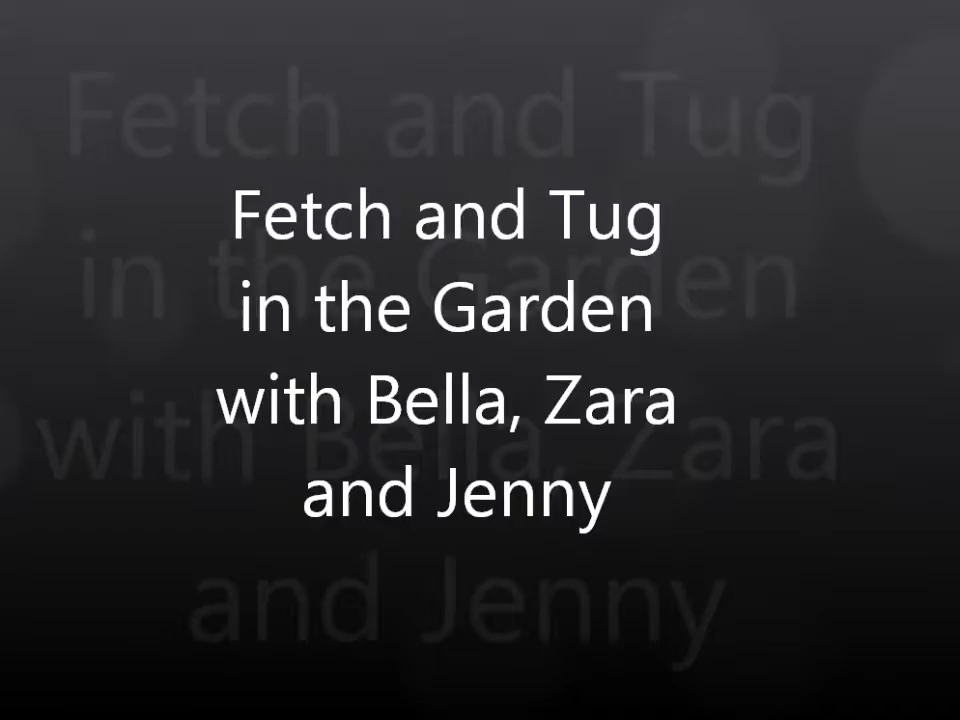 Fetch and Tug
in the Garden
with Bella, Zara
and Jenny